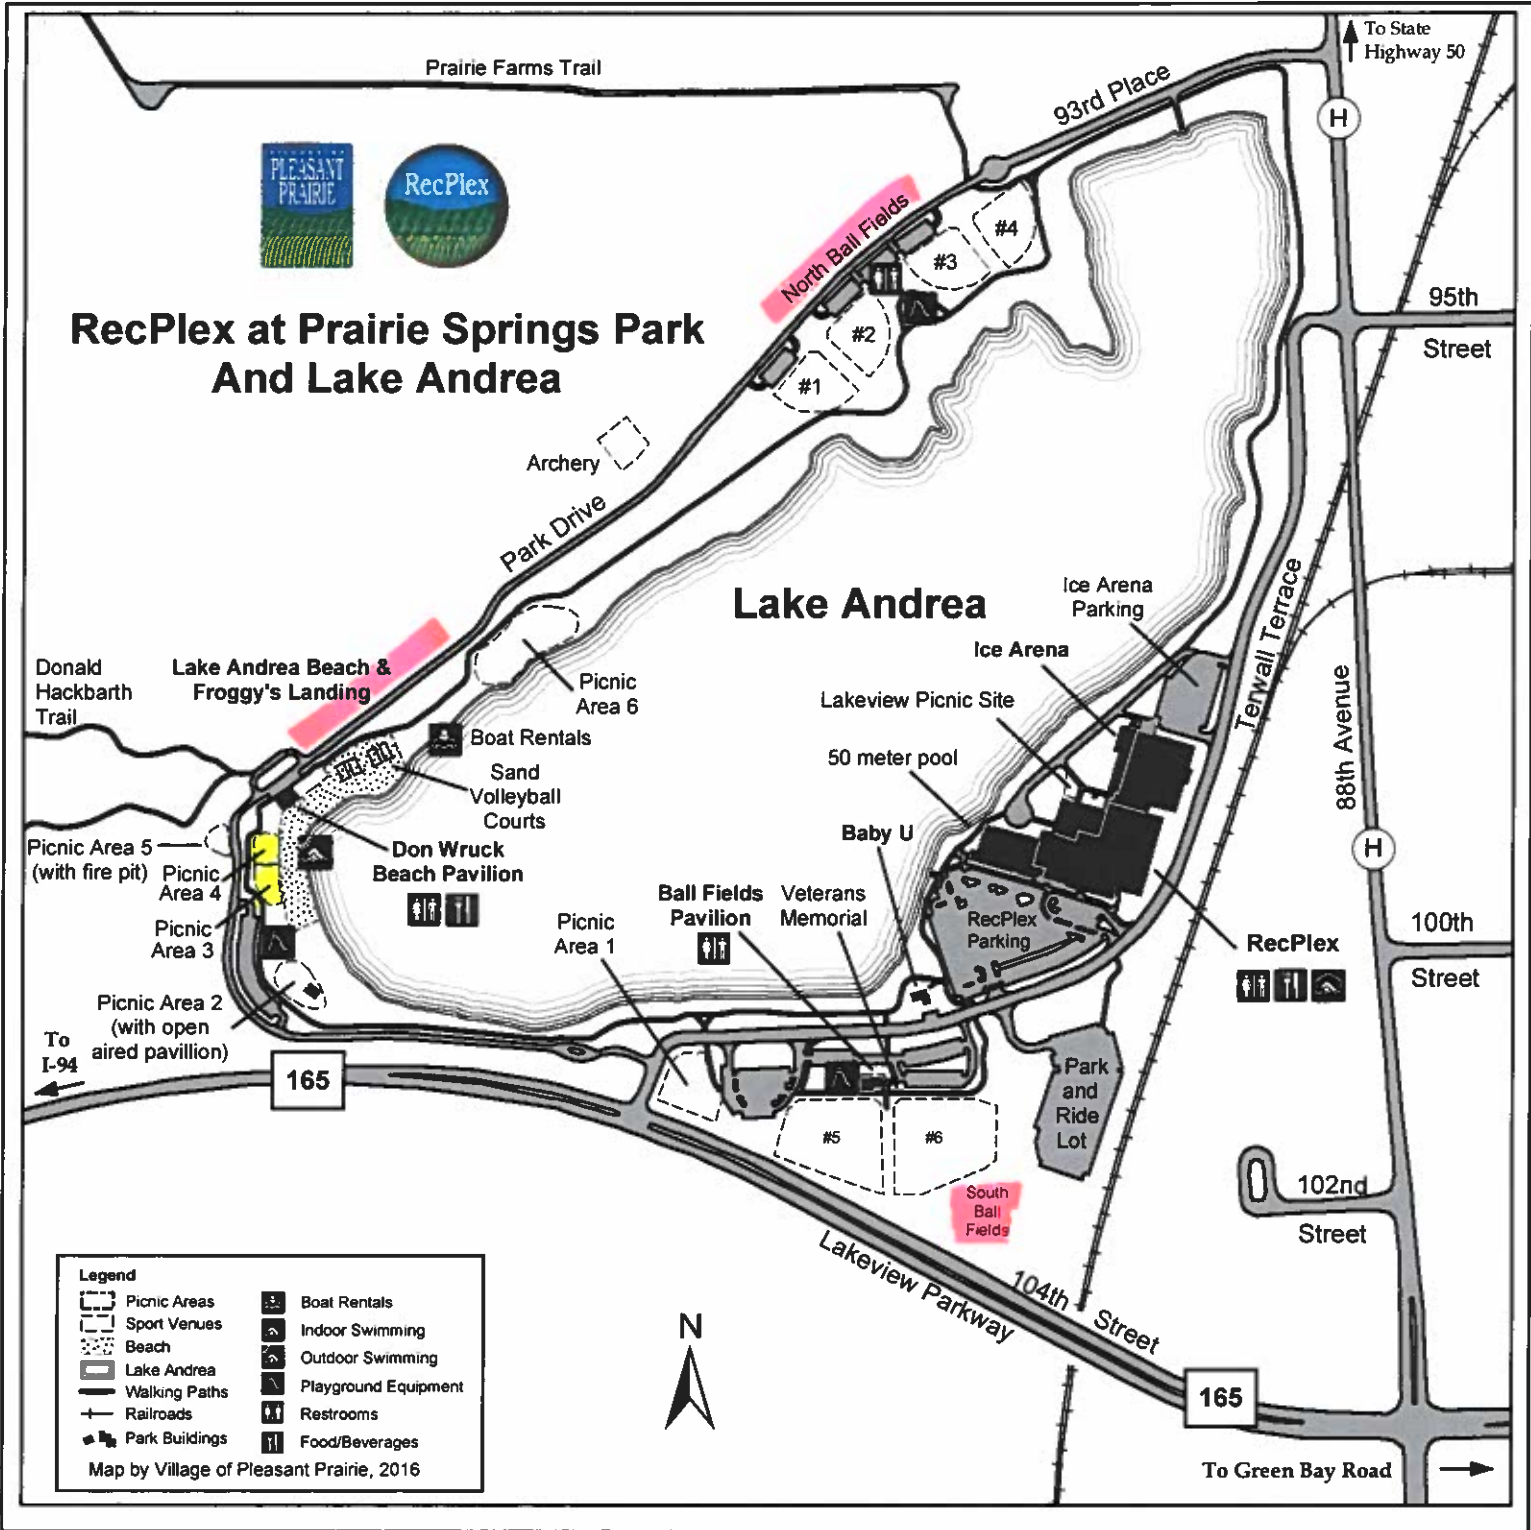 To State
Highway 50
Prairie Farms Trail
93rd Place
H
PLEASANT
PRAIRIE
RecPlex
North Ball Fields
#4
#3
#2
#1
RecPlex at Prairie Springs Park
And Lake Andrea
95th
Street
Archery
Park Drive
Lake Andrea
Ice Arena
Parking
Ice Arena
Terwall Terrace
88th Avenue
Donald
Hackbarth
Trail
Lake Andrea Beach &
Froggy's Landing
Picnic
Area 6
Lakeview Picnic Site
Boat Rentals
50 meter pool
Sand
Volleyball
Courts
Baby U
H
Picnic Area 5
(with fire pit)
Picnic
Area 4
Don Wruck
Beach Pavilion
Ball Fields
Pavilion
Veterans
Memorial
Picnic
Area 1
RecPlex
Parking
Picnic
Area 3
RecPlex
100th
Street
Picnic Area 2
(with open
aired pavillion)
To
I-94
165
Park
and
Ride
Lot
#5
#6
South
Ball
Fields
102nd
Street
Lakeview Parkway
104th Street
165
To Green Bay Road
N
Legend
Picnic Areas
Sport Venues
Beach
Lake Andrea
Walking Paths
Railroads
Park Buildings
Boat Rentals
Indoor Swimming
Outdoor Swimming
Playground Equipment
Restrooms
Food/Beverages
Map by Village of Pleasant Prairie, 2016